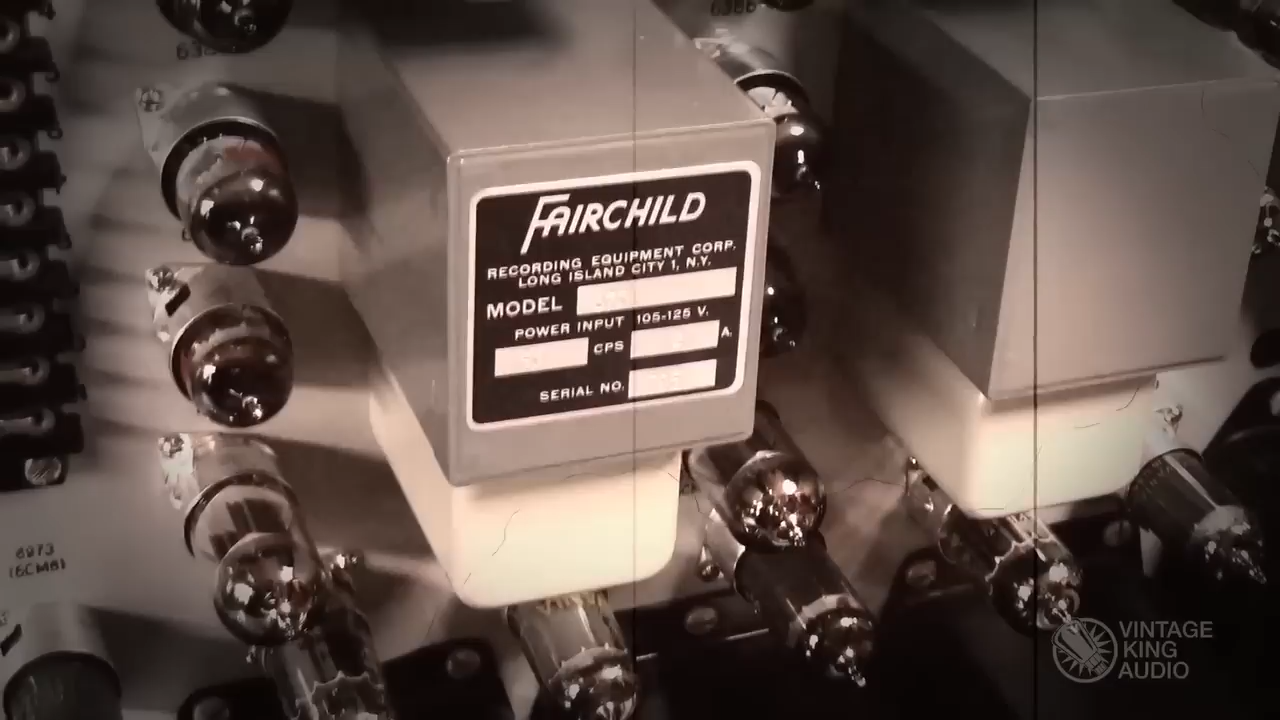 6386
FAIRCHILD
RECORDING EQUIPMENT CORP.
LONG ISLAND CITY 1, N.Y.
MODEL
POWER INPUT 105-125 V.
CPS A.
SERIAL NO.
6973
(6CM8)
VINTAGE
KING
AUDIO